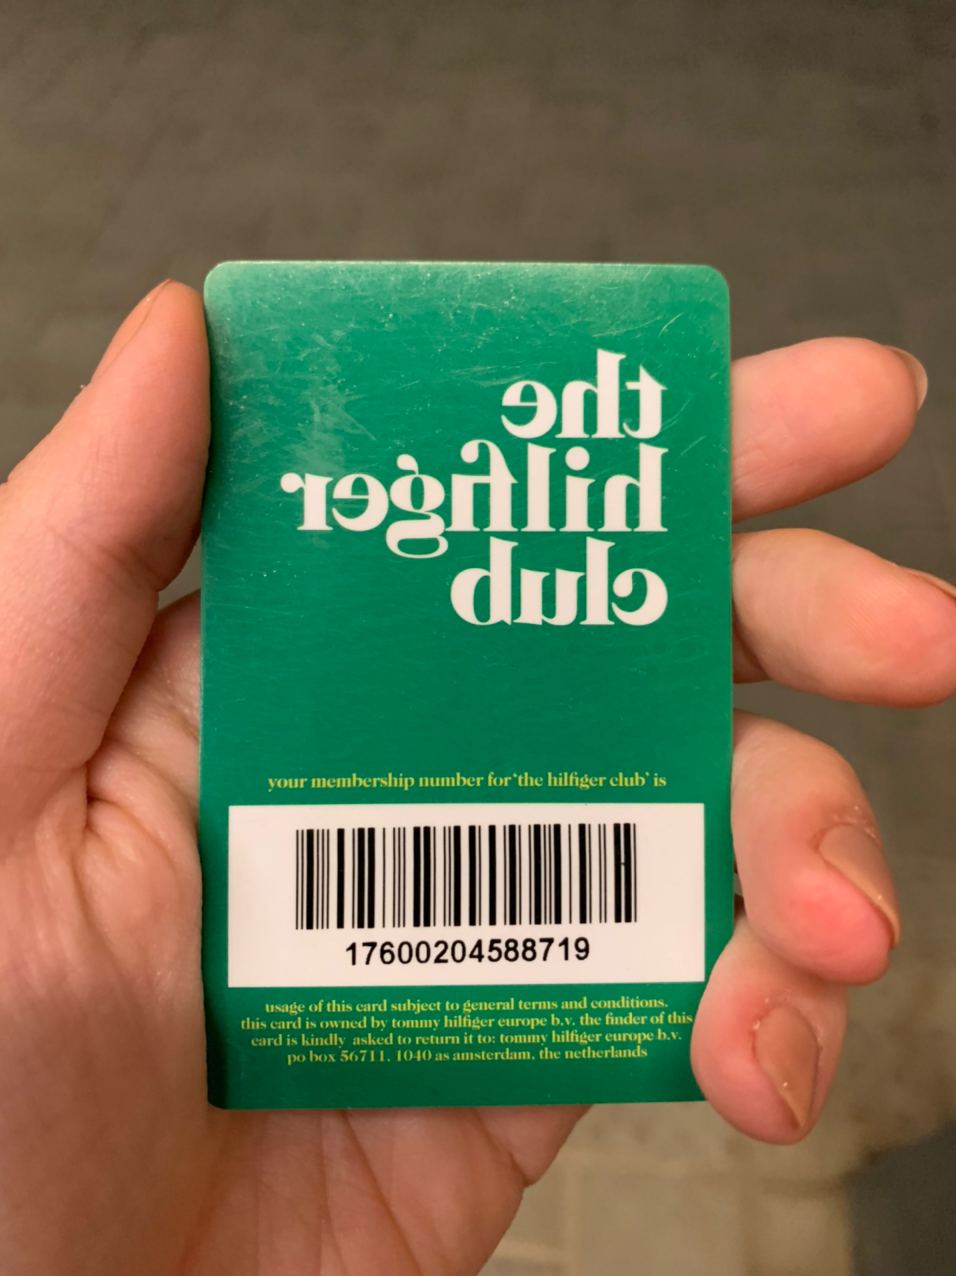 the
hilfiger
club
your membership number for 'the hilfiger club' is
17600204588719
usage of this card subject to general terms and conditions.
this card is owned by tommy hilfiger europe b.v. the finder of this
card is kindly asked to return it to: tommy hilfiger europe b.v.
po box 56711, 1040 as amsterdam, the netherlands